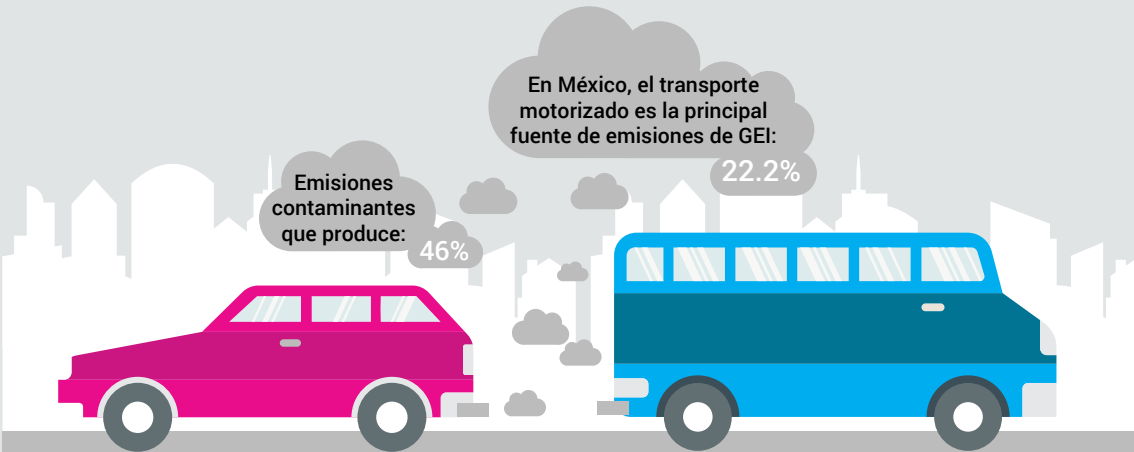 En México, el transporte
motorizado es la principal
fuente de emisiones de GEI:
22.2%
Emisiones
contaminantes
que produce:
46%